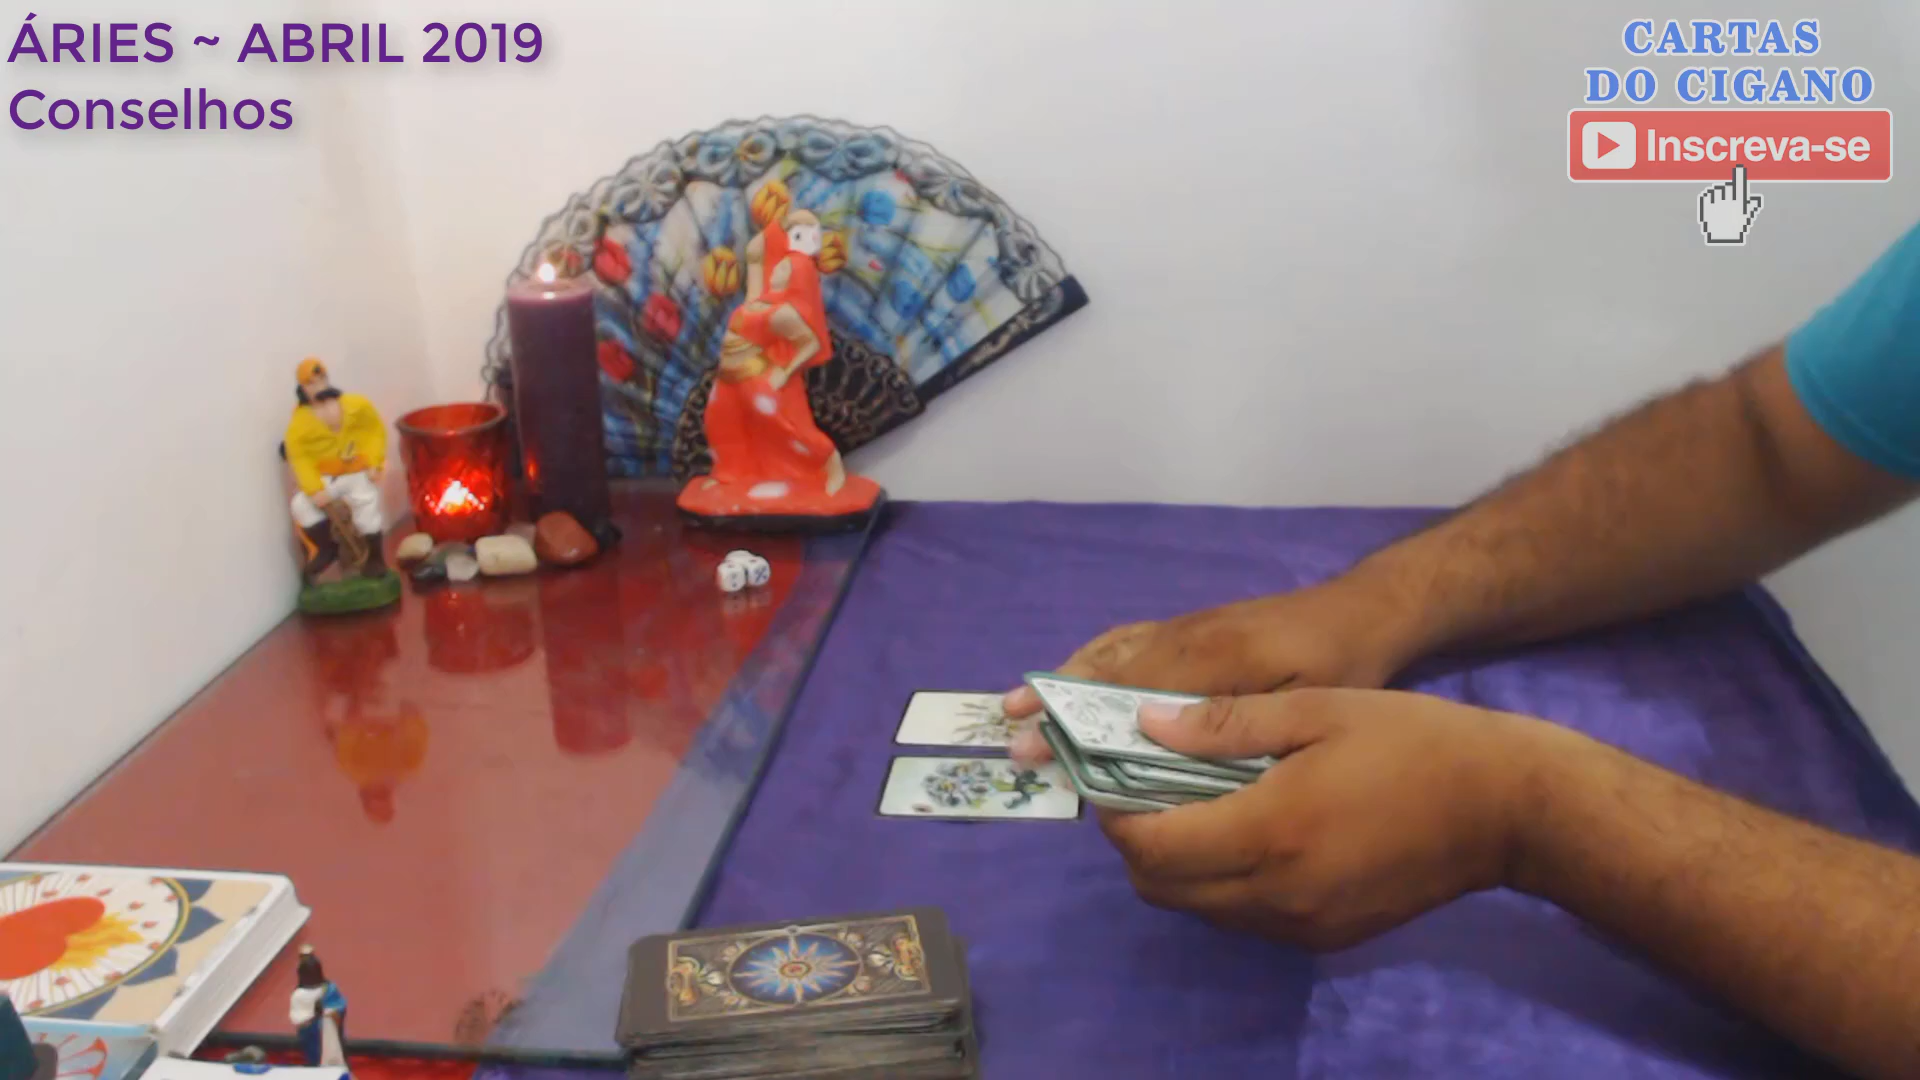 ÁRIES ~ ABRIL 2019
Conselhos
CARTAS
DO CIGANO
Inscreva-se